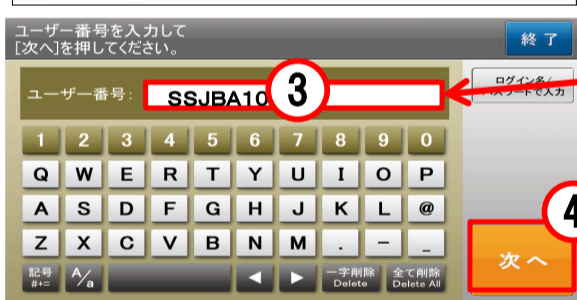 ユーザー番号を入力して
[次へ]を押してください。
終了
ユーザー番号: SSJBA10
3
ログイン名/
パスワードで入力
1 2 3 4 5 6 7 8 9 0
Q W E R T Y U I O P
A S D F G H J K L @
Z X C V B N M . - _
4
次へ
記号 A/a ◀ ▶ 一字削除 全て削除
#+= Delete Delete All